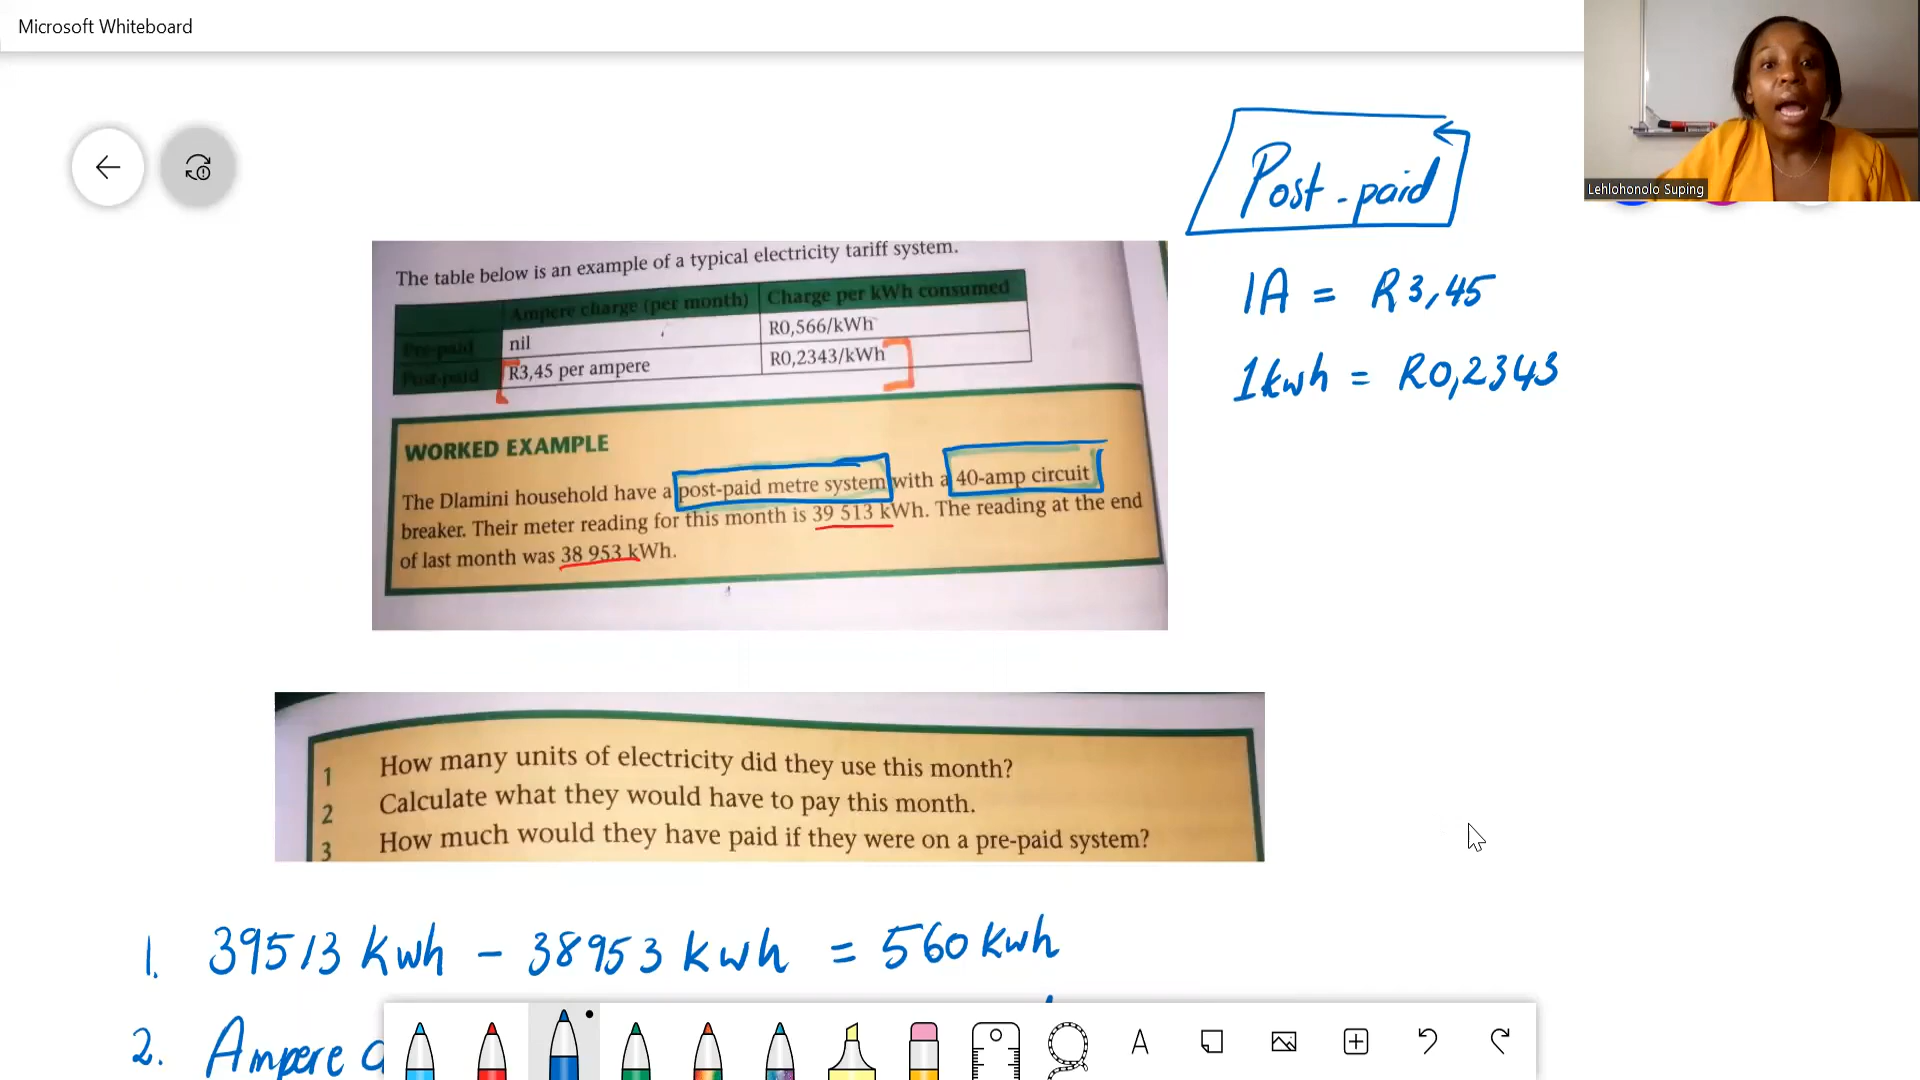 Microsoft Whiteboard
Lehlohonolo Suping
Post-paid
1A = R3,45
1kwh = R0,2343
The table below is an example of a typical electricity tariff system.
Ampere charge (per month) Charge per kWh consumed
Pre-paid nil R0,566/kWh
Post-paid R3,45 per ampere R0,2343/kWh
WORKED EXAMPLE
The Dlamini household have a post-paid metre system with a 40-amp circuit
breaker. Their meter reading for this month is 39 513 kWh. The reading at the end
of last month was 38 953 kWh.
1 How many units of electricity did they use this month?
2 Calculate what they would have to pay this month.
3 How much would they have paid if they were on a pre-paid system?
1. 39513 kwh - 38953 kwh = 560 kwh
2. Ampere
A